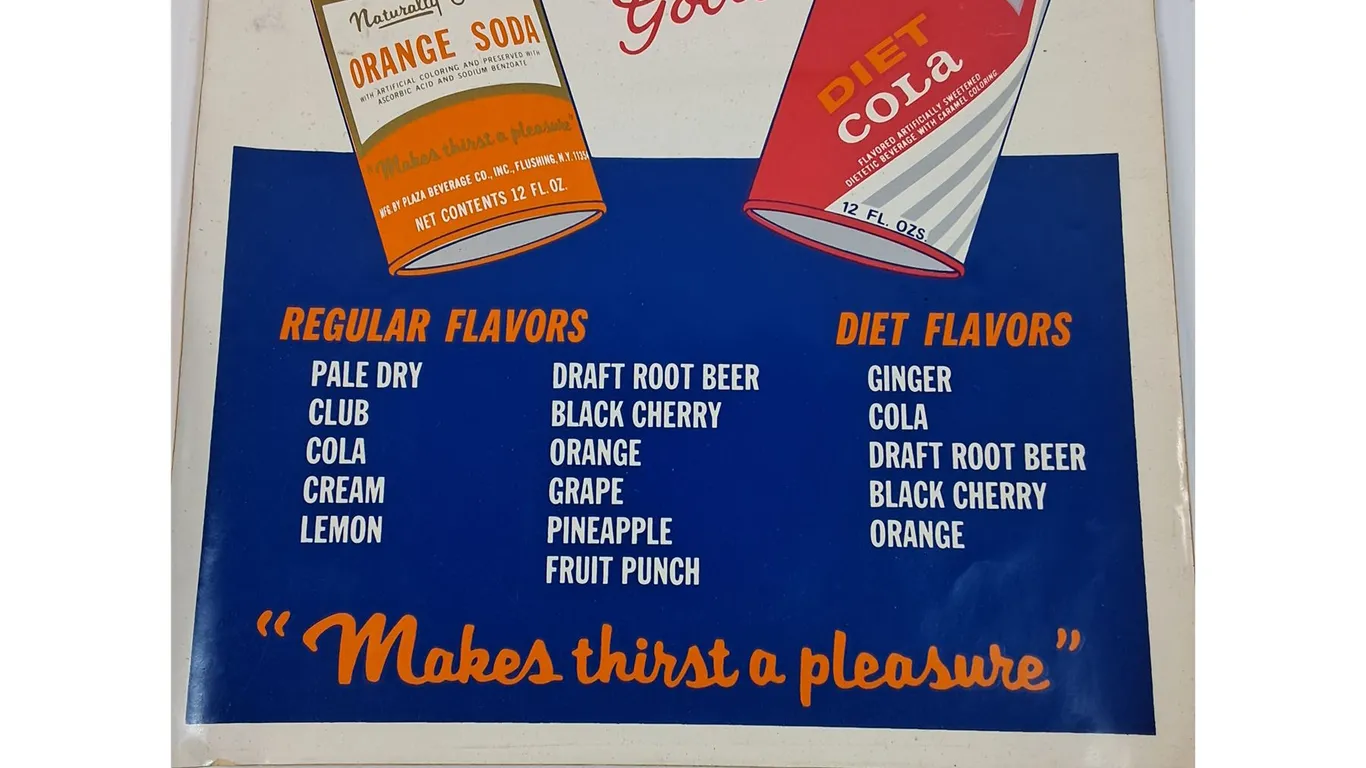 Naturally
ORANGE SODA
WITH ARTIFICIAL COLORING AND PRESERVED WITH
ASCORBIC ACID AND SODIUM BENZOATE
"Makes thirst a pleasure"
MFG. BY PLAZA BEVERAGE CO., INC., FLUSHING, N.Y. 11354
NET CONTENTS 12 FL. OZ.
DIET
COLa
FLAVORED ARTIFICIALLY SWEETENED
DIETETIC BEVERAGE WITH CARAMEL COLORING
12 FL. OZS.
REGULAR FLAVORS
PALE DRY
CLUB
COLA
CREAM
LEMON
DRAFT ROOT BEER
BLACK CHERRY
ORANGE
GRAPE
PINEAPPLE
FRUIT PUNCH
DIET FLAVORS
GINGER
COLA
DRAFT ROOT BEER
BLACK CHERRY
ORANGE
"Makes thirst a pleasure"